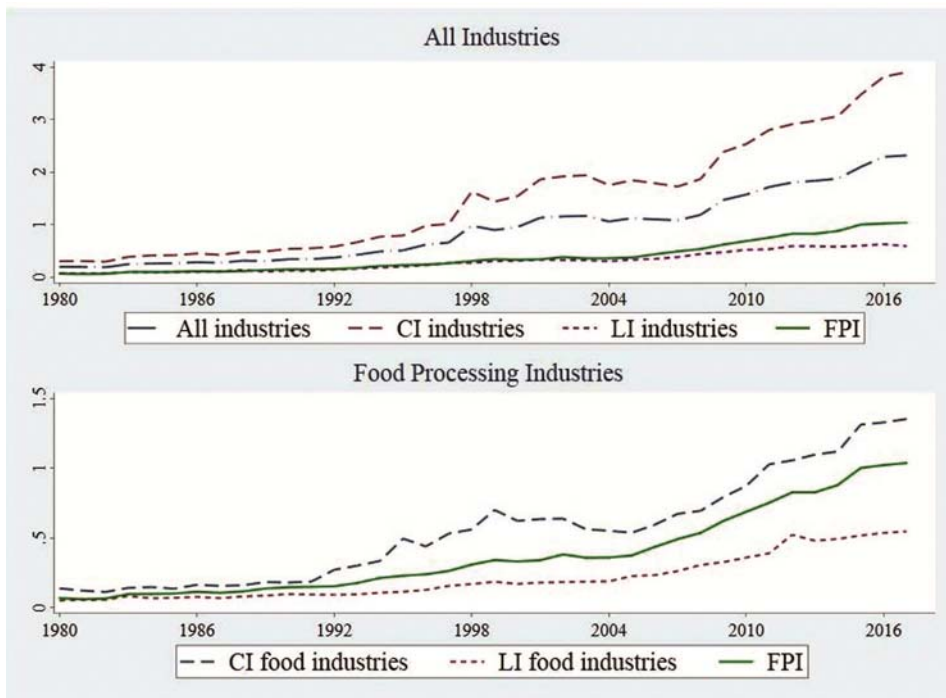 All Industries
4
3
2
1
0
1980 1986 1992 1998 2004 2010 2016
All industries CI industries LI industries FPI
Food Processing Industries
1.5
1
.5
0
1980 1986 1992 1998 2004 2010 2016
CI food industries LI food industries FPI